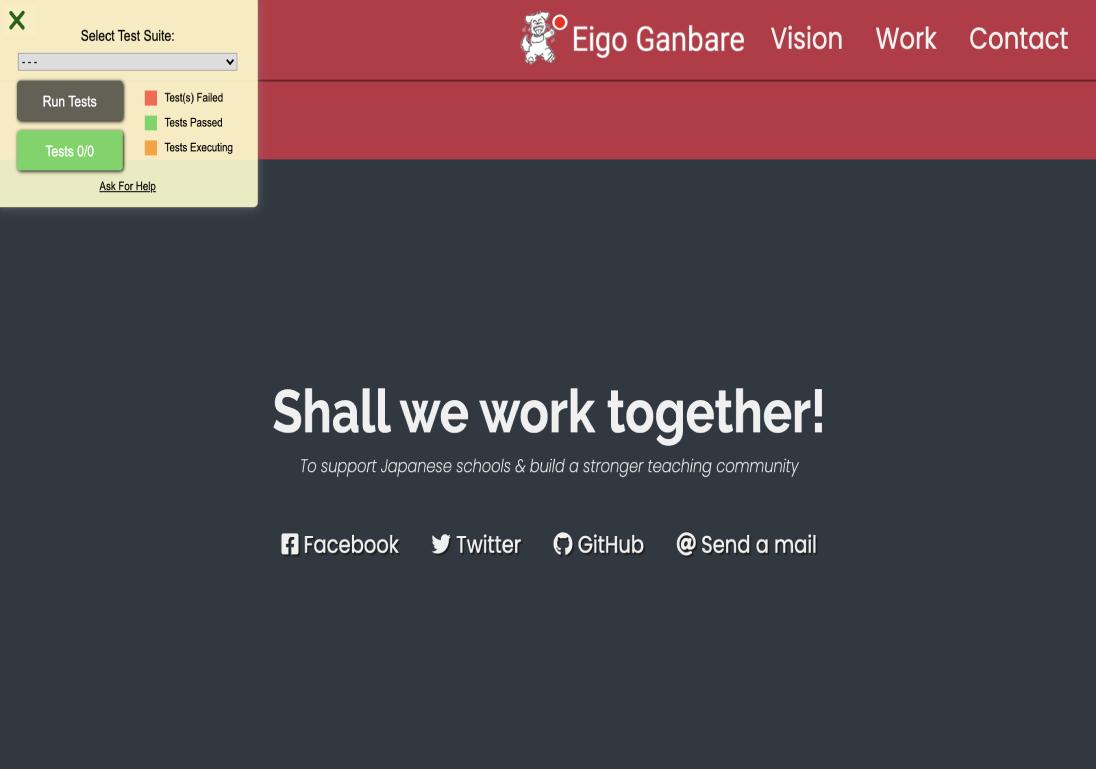 Select Test Suite:
---
Run Tests
Tests 0/0
Test(s) Failed
Tests Passed
Tests Executing
Ask For Help
Eigo Ganbare Vision Work Contact
Shall we work together!
To support Japanese schools & build a stronger teaching community
Facebook Twitter GitHub Send a mail